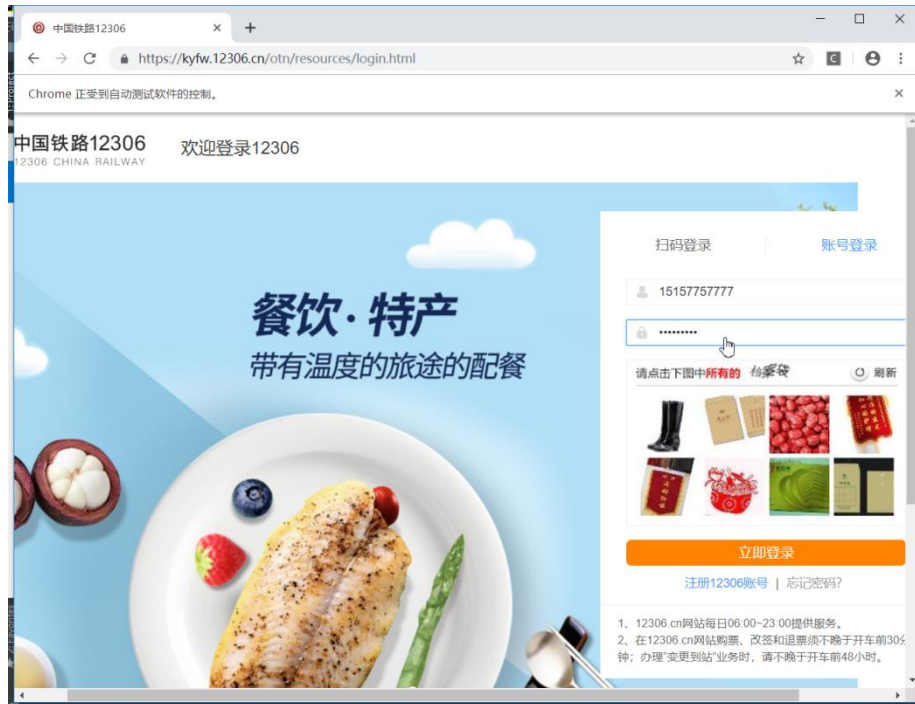 中国铁路12306
https://kyfw.12306.cn/otn/resources/login.html
Chrome 正受到自动测试软件的控制。
中国铁路12306
12306 CHINA RAILWAY
欢迎登录12306
扫码登录
账号登录
15157757777
餐饮·特产
带有温度的旅途的配餐
请点击下图中所有的 档案袋
刷新
立即登录
注册12306账号 | 忘记密码?
1、12306.cn网站每日06:00~23:00提供服务。
2、在12306.cn网站购票、改签和退票须不晚于开车前30分
钟；办理“变更到站”业务时，请不晚于开车前48小时。